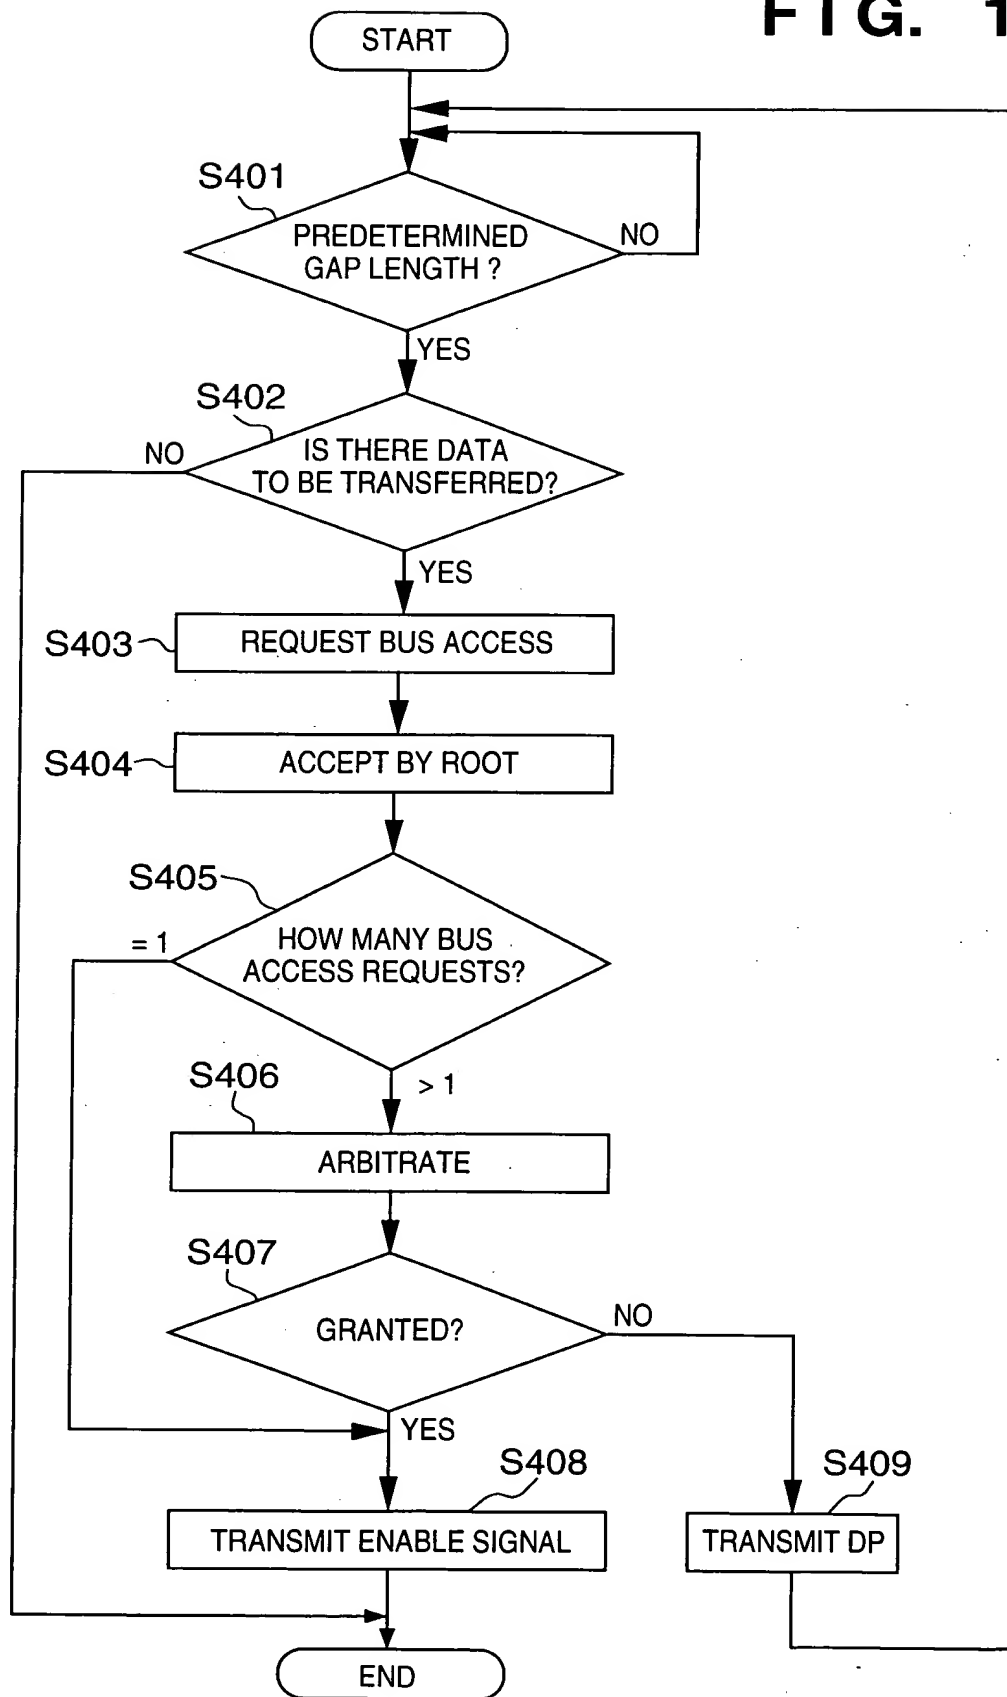 FIG. 1
START
S401
PREDETERMINED
GAP LENGTH ?
NO
YES
S402
NO
IS THERE DATA
TO BE TRANSFERRED?
YES
S403
REQUEST BUS ACCESS
S404
ACCEPT BY ROOT
S405
= 1
HOW MANY BUS
ACCESS REQUESTS?
> 1
S406
ARBITRATE
S407
GRANTED?
NO
YES
S408
S409
TRANSMIT ENABLE SIGNAL
TRANSMIT DP
END